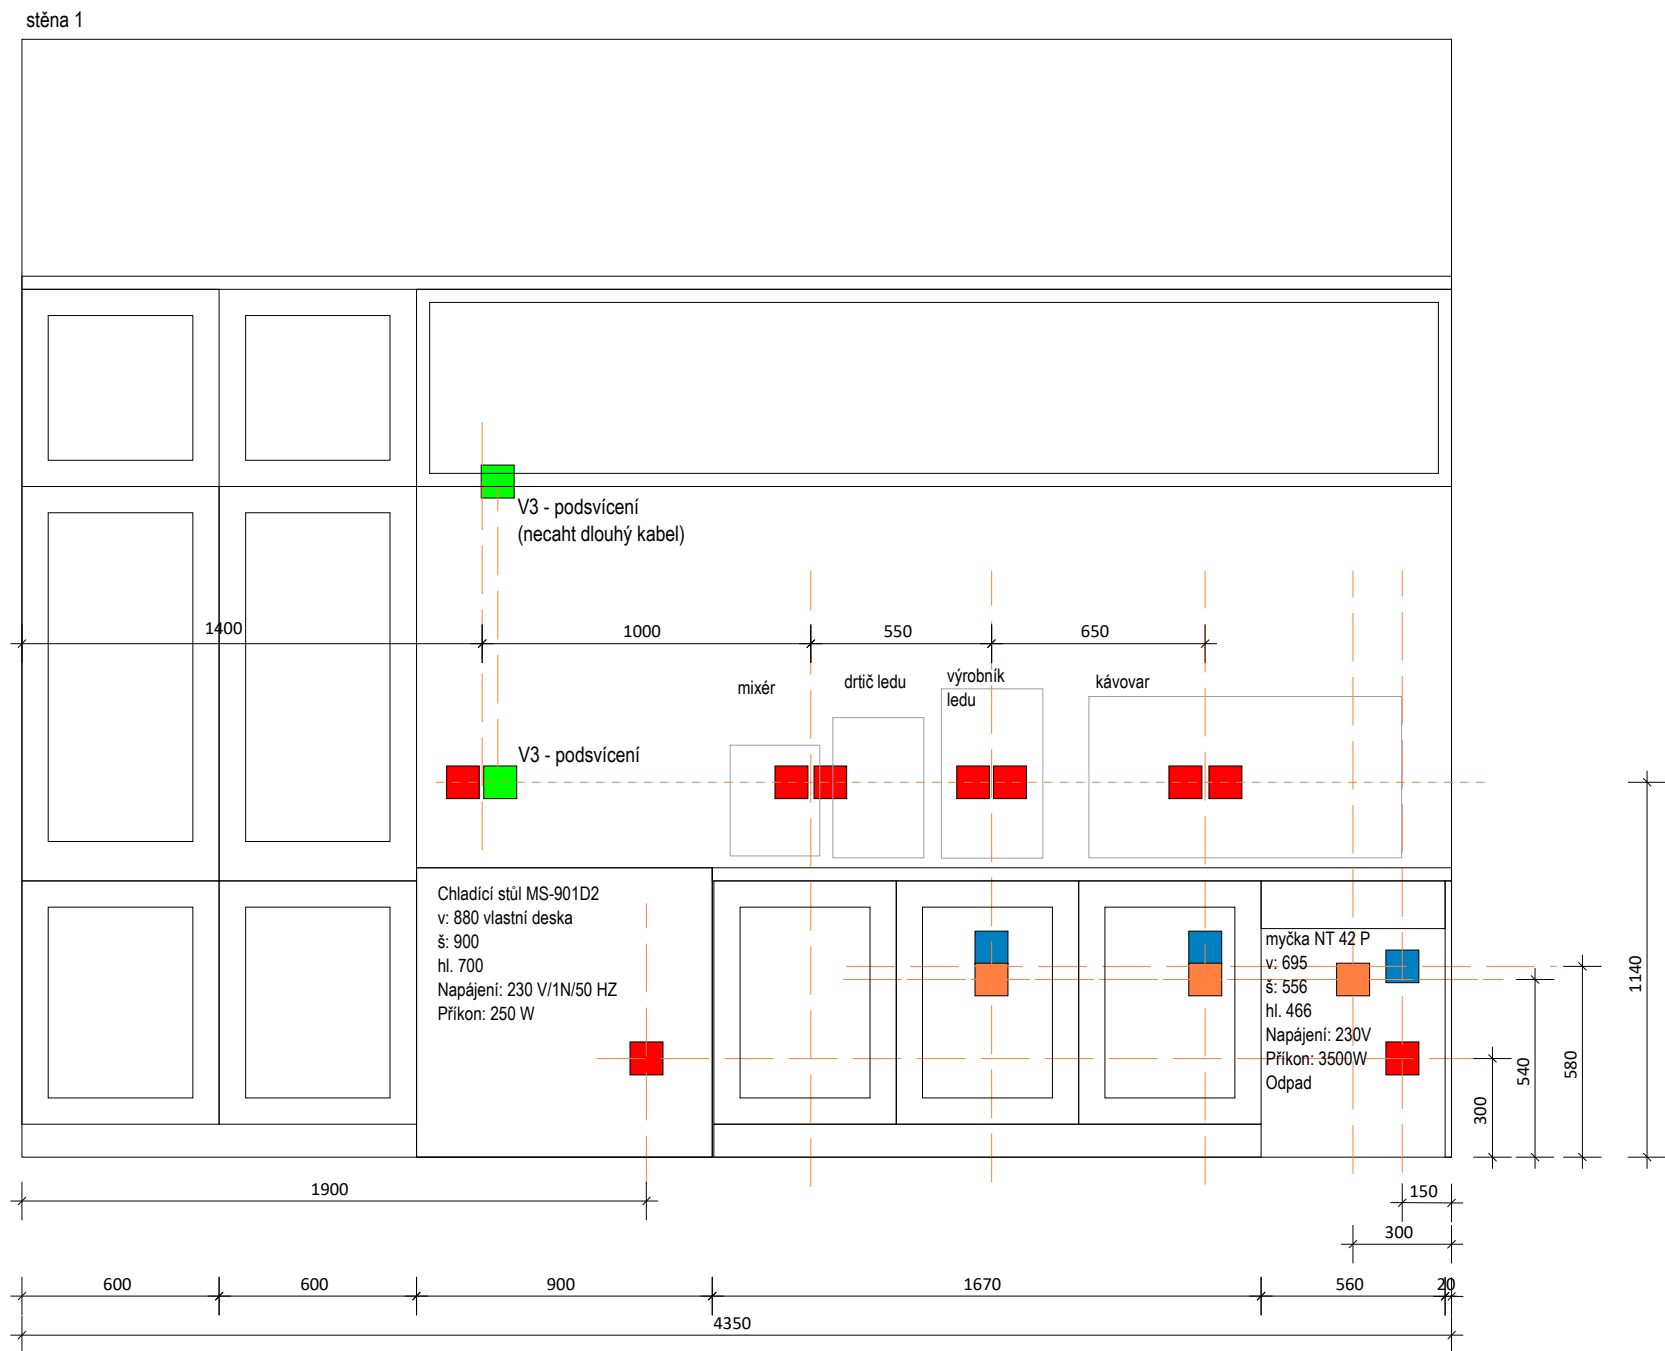 stěna 1
V3 - podsvícení
(necaht dlouhý kabel)
1400
1000
550
650
mixér
drtič ledu
výrobník
ledu
kávovar
V3 - podsvícení
Chladící stůl MS-901D2
v: 880 vlastní deska
š: 900
hl. 700
Napájení: 230 V/1N/50 HZ
Příkon: 250 W
myčka NT 42 P
v: 695
š: 556
hl. 466
Napájení: 230V
Příkon: 3500W
Odpad
300
540
580
1140
1900
150
300
600
600
900
1670
560
20
4350